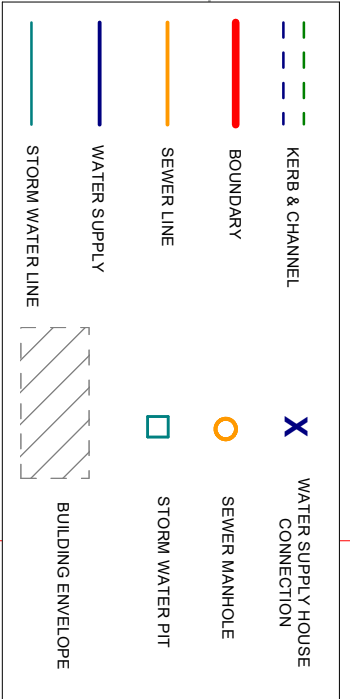 KERB & CHANNEL
BOUNDARY
SEWER LINE
WATER SUPPLY
STORM WATER LINE
X
WATER SUPPLY HOUSE
CONNECTION
SEWER MANHOLE
STORM WATER PIT
BUILDING ENVELOPE